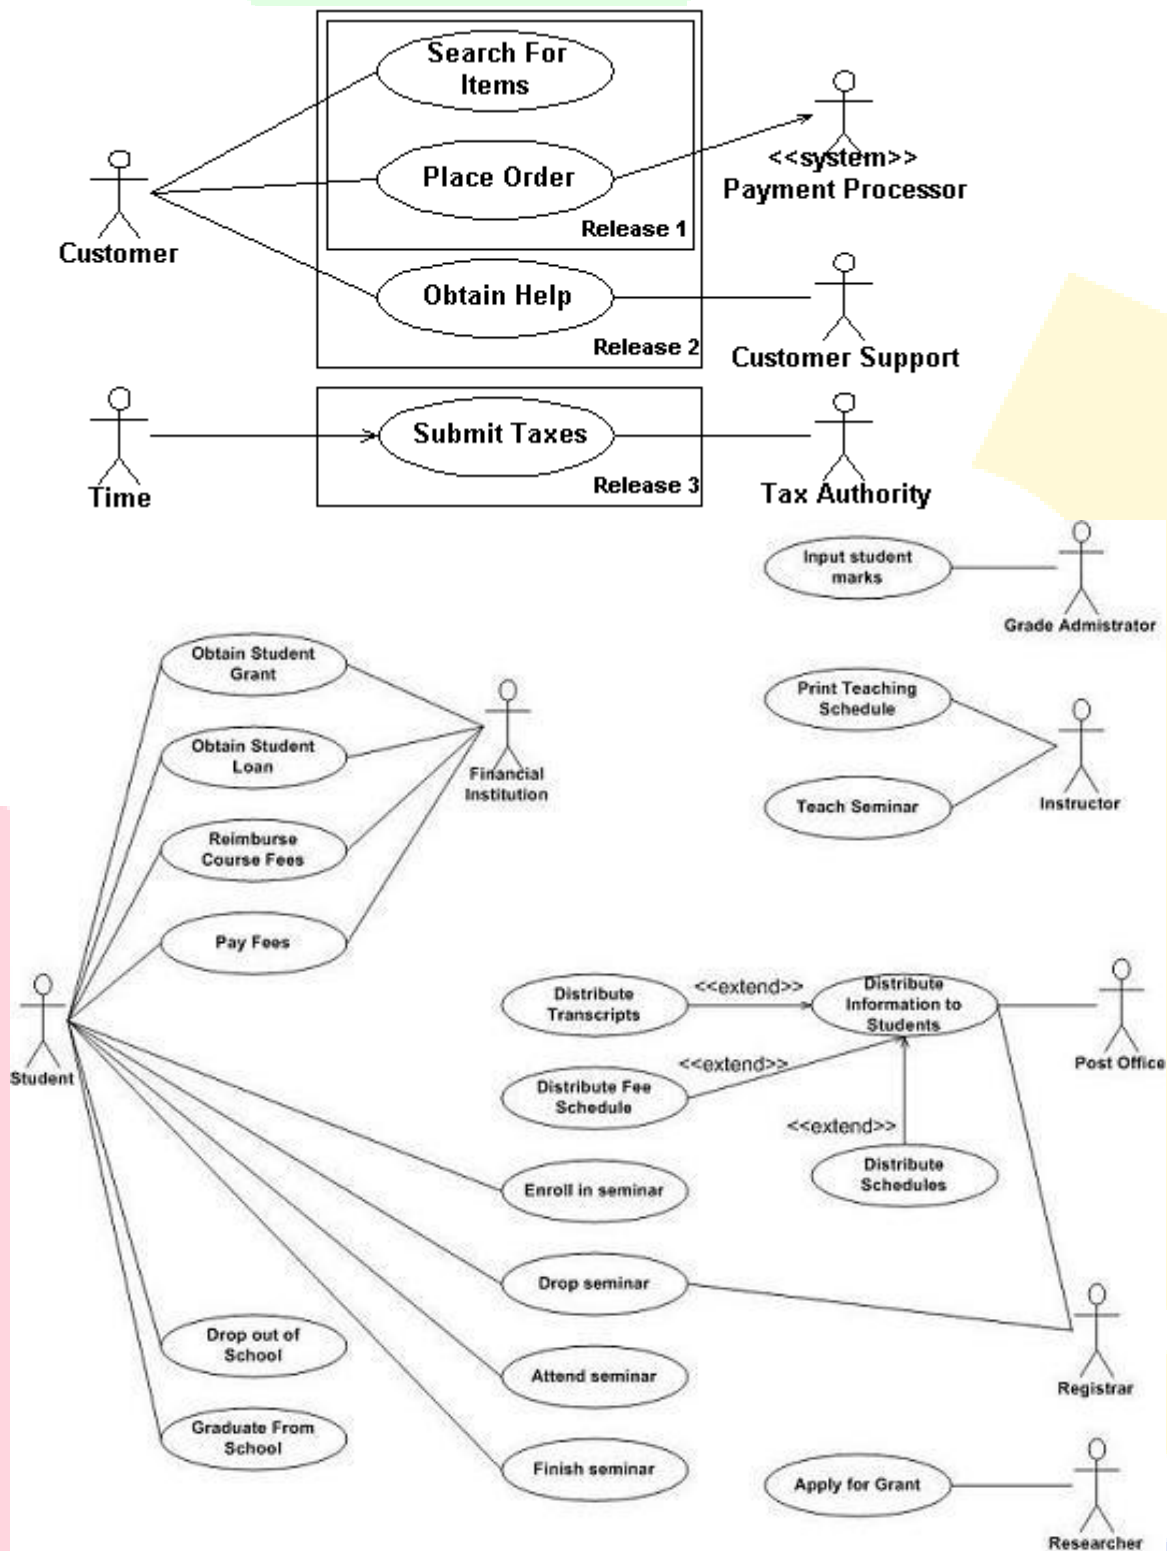 Search For
Items
<<system>>
Payment Processor
Place Order
Release 1
Customer
Obtain Help
Release 2
Customer Support
Time
Submit Taxes
Release 3
Tax Authority
Input student
marks
Grade Admistrator
Obtain Student
Grant
Print Teaching
Schedule
Obtain Student
Loan
Financial
Institution
Teach Seminar
Instructor
Reimburse
Course Fees
Pay Fees
Student
Distribute
Transcripts
<<extend>>
Distribute
Information to
Students
Post Office
Distribute Fee
Schedule
<<extend>>
<<extend>>
Distribute
Schedules
Enroll in seminar
Drop seminar
Drop out of
School
Attend seminar
Registrar
Graduate From
School
Finish seminar
Apply for Grant
Researcher